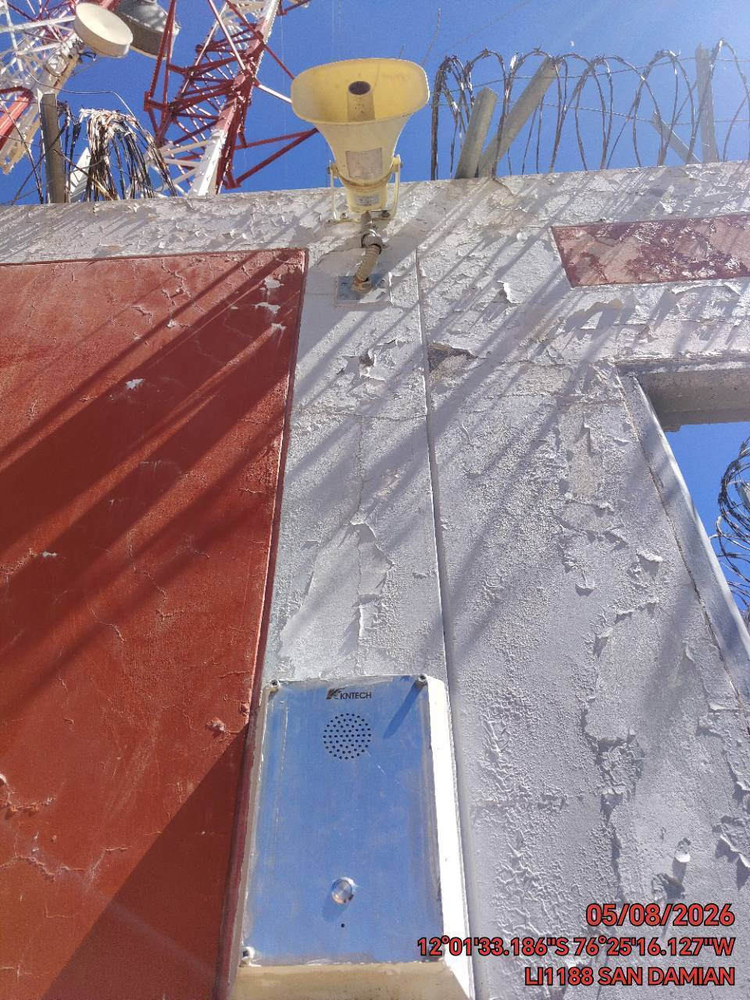 KNTECH
05/08/2026
12°01'33.186"S 76°25'16.127"W
LI1188 SAN DAMIAN